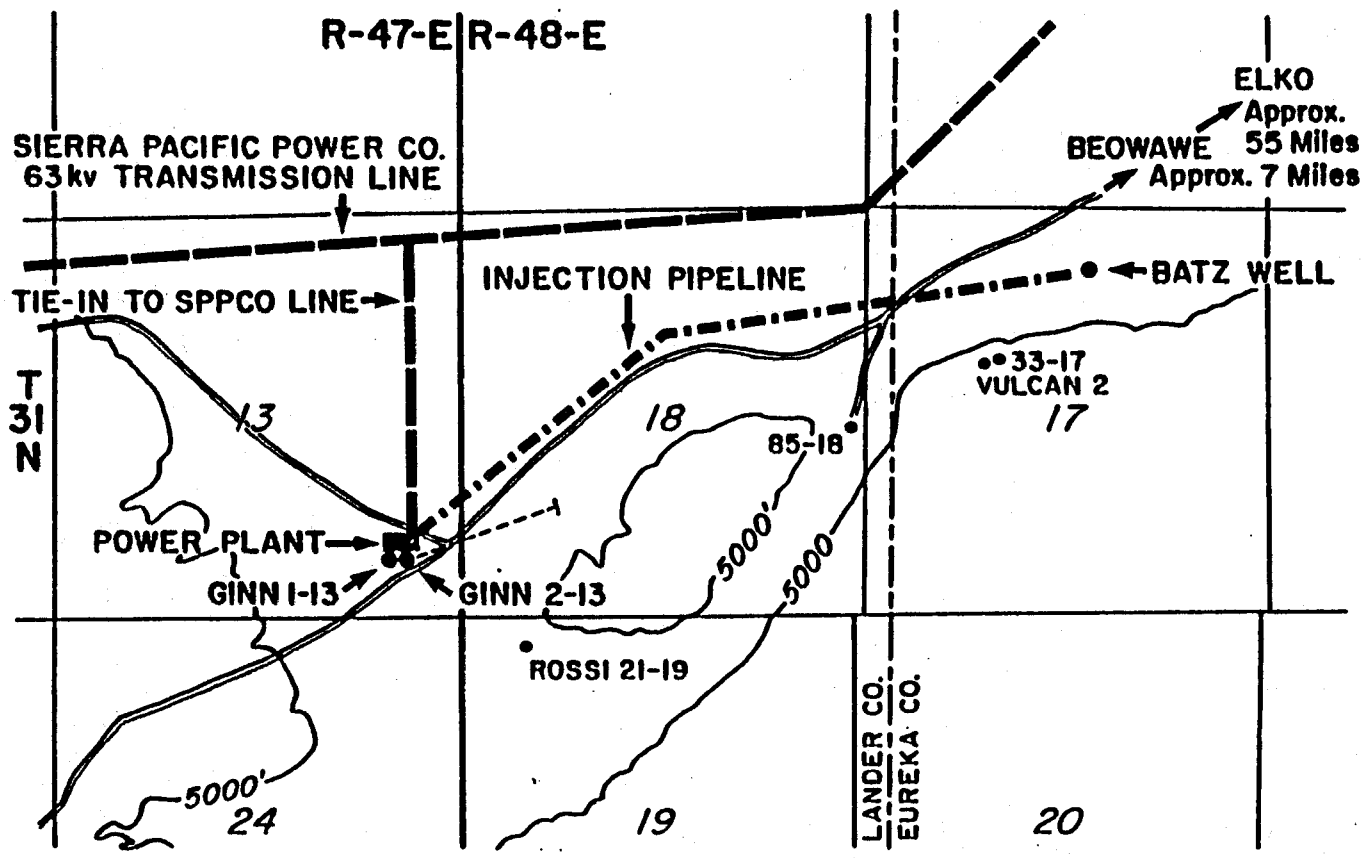 R-47-E R-48-E
ELKO
Approx.
55 Miles
BEOWAWE
Approx. 7 Miles
SIERRA PACIFIC POWER CO.
63kv TRANSMISSION LINE
INJECTION PIPELINE
BATZ WELL
TIE-IN TO SPPCO LINE
33-17
VULCAN 2
T
31
N
13
18
17
85-18
POWER PLANT
5000'
5000
GINN 1-13
GINN 2-13
ROSSI 21-19
LANDER CO.
EUREKA CO.
5000'
24
19
20